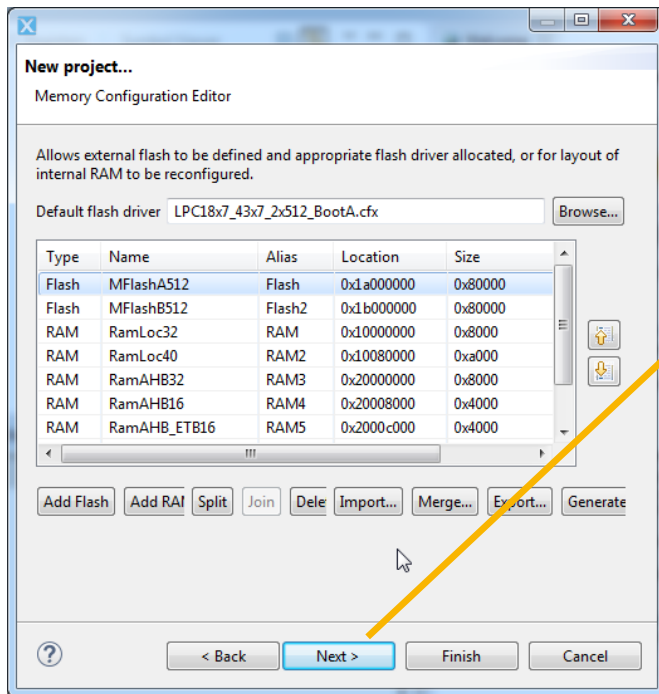 New project...
Memory Configuration Editor
Allows external flash to be defined and appropriate flash driver allocated, or for layout of
internal RAM to be reconfigured.
Default flash driver LPC18x7_43x7_2x512_BootA.cfx Browse...
Type Name Alias Location Size
Flash MFlashA512 Flash 0x1a000000 0x80000
Flash MFlashB512 Flash2 0x1b000000 0x80000
RAM RamLoc32 RAM 0x10000000 0x8000
RAM RamLoc40 RAM2 0x10080000 0xa000
RAM RamAHB32 RAM3 0x20000000 0x8000
RAM RamAHB16 RAM4 0x20008000 0x4000
RAM RamAHB_ETB16 RAM5 0x2000c000 0x4000
Add Flash Add RAM Split Join Dele Import... Merge... Export... Generate
? < Back Next > Finish Cancel